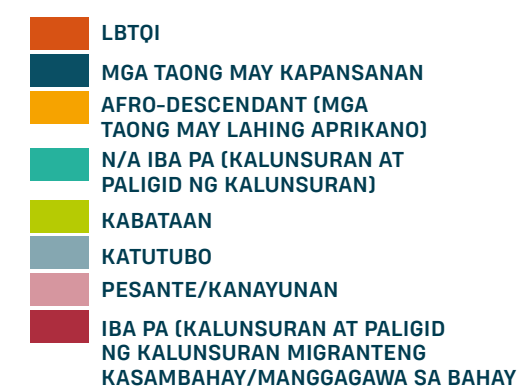 LBTQI
MGA TAONG MAY KAPANSANAN
AFRO-DESCENDANT (MGA
TAONG MAY LAHING APRIKANO)
N/A IBA PA (KALUNSURAN AT
PALIGID NG KALUNSURAN)
KABATAAN
KATUTUBO
PESANTE/KANAYUNAN
IBA PA (KALUNSURAN AT PALIGID
NG KALUNSURAN MIGRANTENG
KASAMBAHAY/MANGGAGAWA SA BAHAY